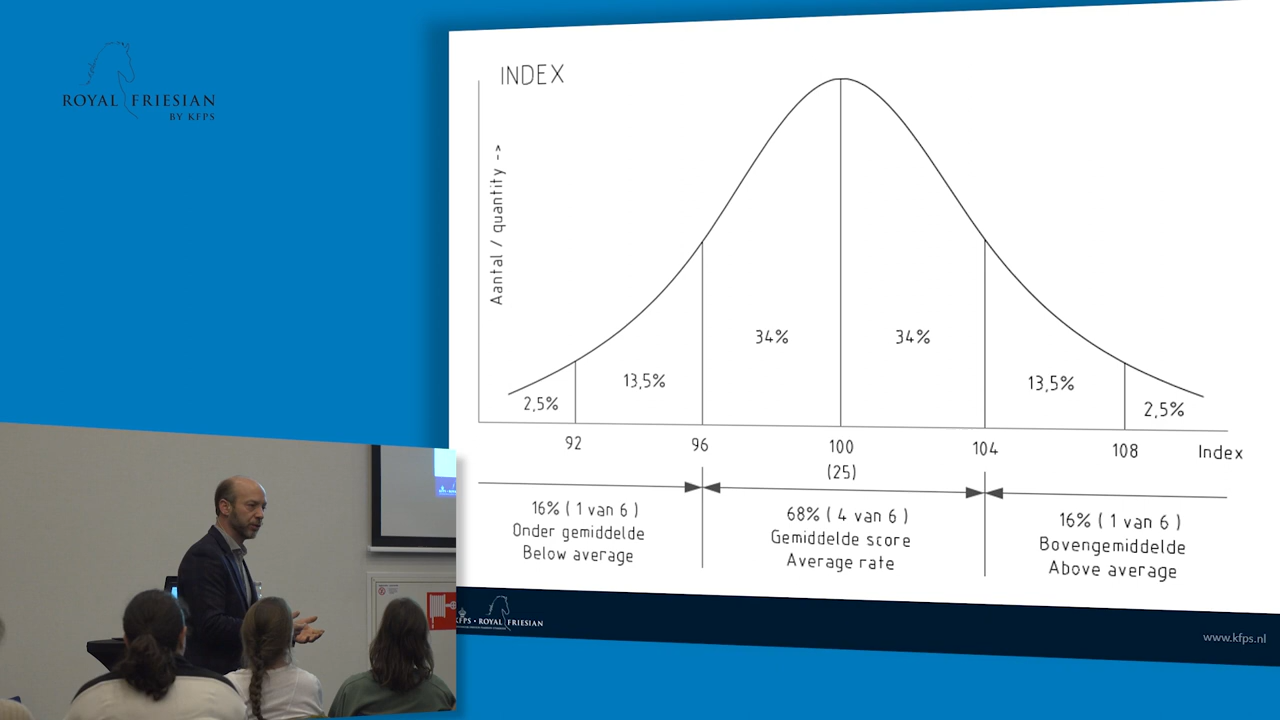 ROYAL FRIESIAN
BY KFPS
INDEX
Aantal / quantity -->
34%
34%
13,5%
13,5%
2,5%
2,5%
92
96
100
104
108
Index
(25)
16% ( 1 van 6 )
Onder gemiddelde
Below average
68% ( 4 van 6 )
Gemiddelde score
Average rate
16% ( 1 van 6 )
Bovengemiddelde
Above average
KFPS • ROYAL FRIESIAN
www.kfps.nl